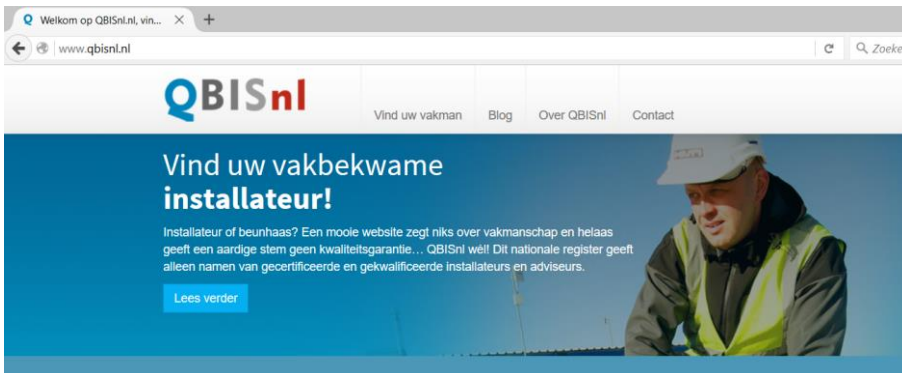 Welkom op QBISnl.nl, vin...
www.qbisnl.nl
Zoeke
QBISnl
Vind uw vakman Blog Over QBISnl Contact
Vind uw vakbekwame
installateur!
Installateur of beunhaas? Een mooie website zegt niks over vakmanschap en helaas
geeft een aardige stem geen kwaliteitsgarantie… QBISnl wél! Dit nationale register geeft
alleen namen van gecertificeerde en gekwalificeerde installateurs en adviseurs.
Lees verder